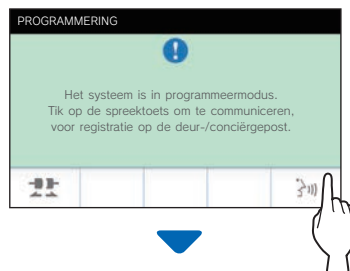 PROGRAMMERING
Het systeem is in programmeermodus.
Tik op de spreektoets om te communiceren,
voor registratie op de deur-/conciërgepost.